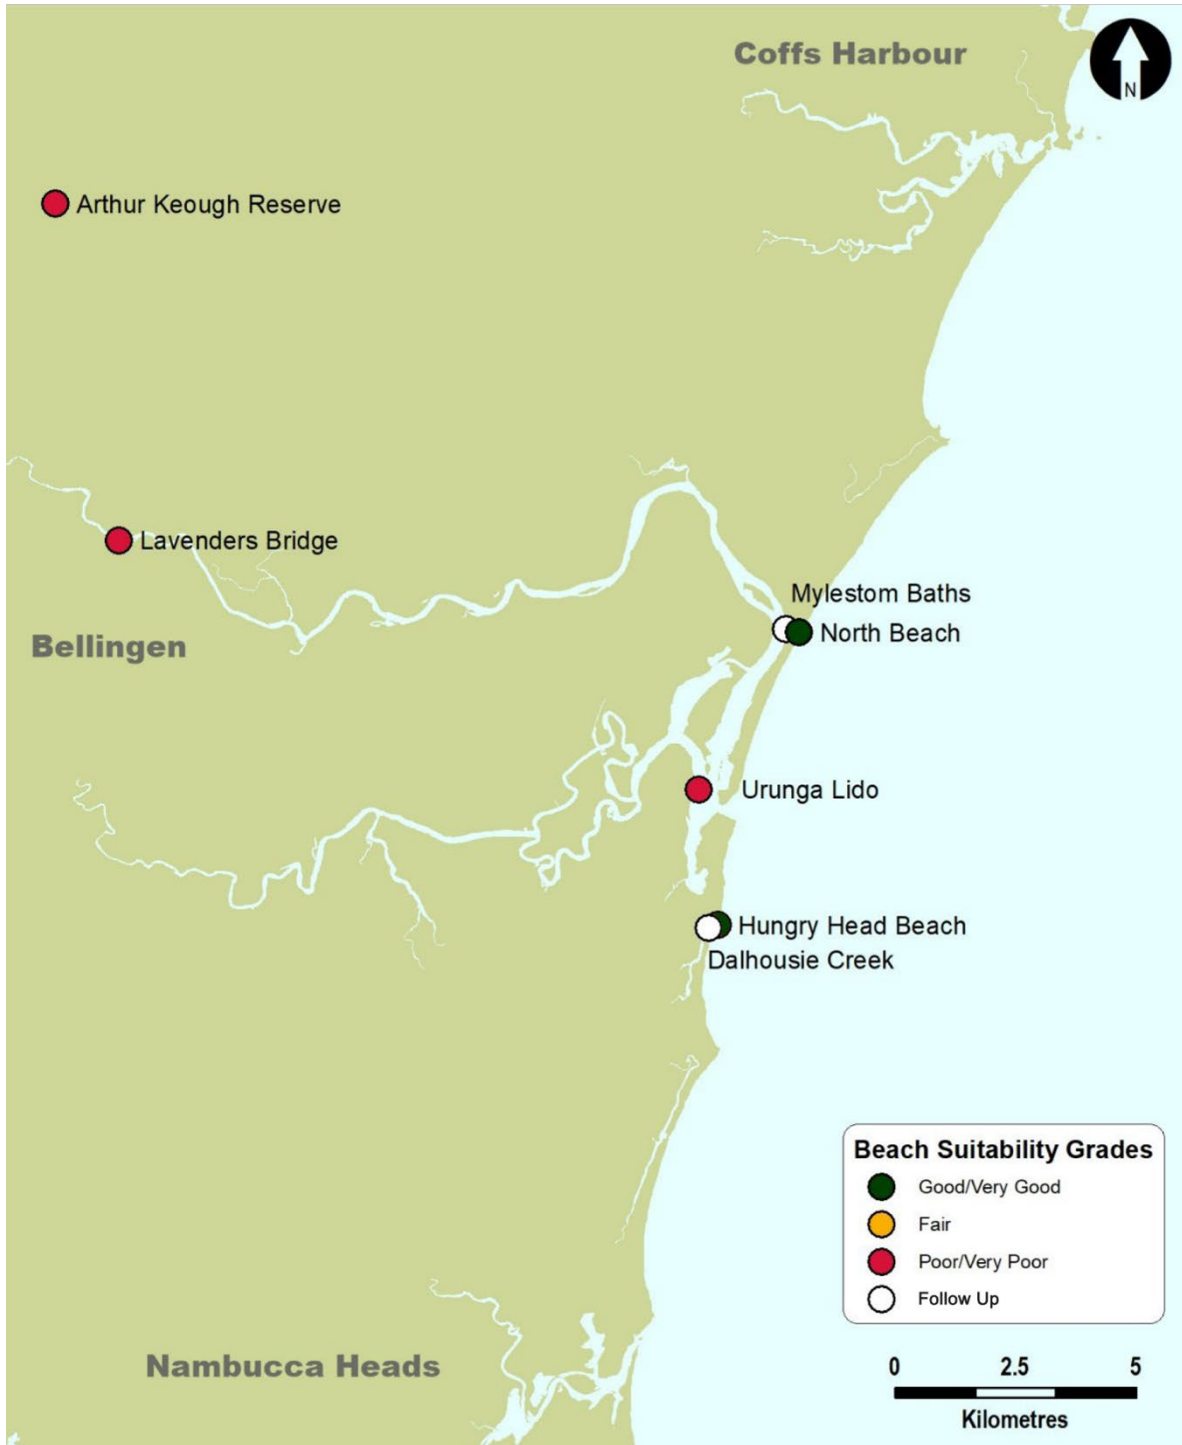 Coffs Harbour
N
Arthur Keough Reserve
Lavenders Bridge
Mylestom Baths
North Beach
Bellingen
Urunga Lido
Hungry Head Beach
Dalhousie Creek
Beach Suitability Grades
Good/Very Good
Fair
Poor/Very Poor
Follow Up
Nambucca Heads
0 2.5 5
Kilometres